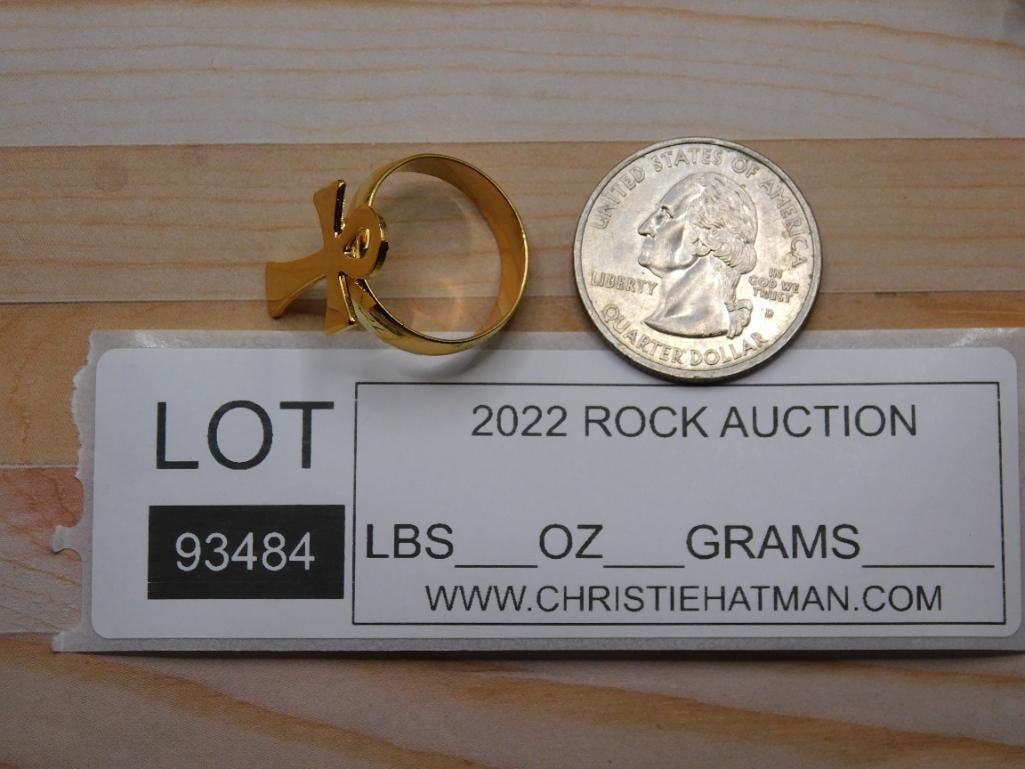 UNITED STATES OF AMERICA
LIBERTY
IN
GOD WE
TRUST
D
QUARTER DOLLAR
LOT
93484
2022 ROCK AUCTION
LBS___OZ___GRAMS_____
WWW.CHRISTIEHATMAN.COM